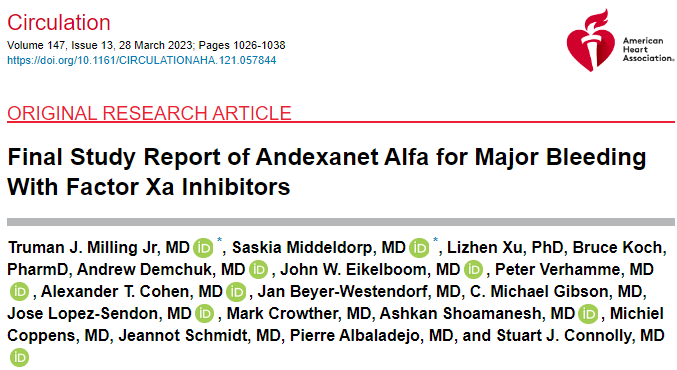 Circulation
Volume 147, Issue 13, 28 March 2023; Pages 1026-1038
https://doi.org/10.1161/CIRCULATIONAHA.121.057844
American
Heart
Association.
ORIGINAL RESEARCH ARTICLE
Final Study Report of Andexanet Alfa for Major Bleeding
With Factor Xa Inhibitors
Truman J. Milling Jr, MD iD *, Saskia Middeldorp, MD iD *, Lizhen Xu, PhD, Bruce Koch,
PharmD, Andrew Demchuk, MD iD, John W. Eikelboom, MD iD, Peter Verhamme, MD
iD, Alexander T. Cohen, MD iD, Jan Beyer-Westendorf, MD, C. Michael Gibson, MD,
Jose Lopez-Sendon, MD iD, Mark Crowther, MD, Ashkan Shoamanesh, MD iD, Michiel
Coppens, MD, Jeannot Schmidt, MD, Pierre Albaladejo, MD, and Stuart J. Connolly, MD
iD